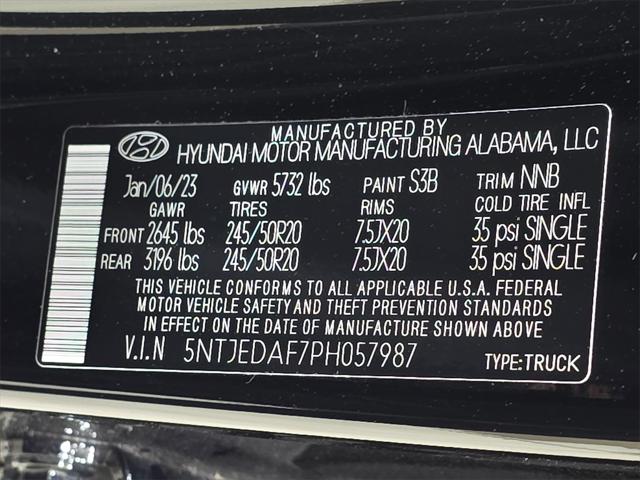 MANUFACTURED BY
HYUNDAI MOTOR MANUFACTURING ALABAMA, LLC
Jan/06/23 GVWR 5732 lbs PAINT S3B TRIM NNB
GAWR TIRES RIMS COLD TIRE INFL
FRONT 2645 lbs 245/50R20 7.5JX20 35 psi SINGLE
REAR 3196 lbs 245/50R20 7.5JX20 35 psi SINGLE
THIS VEHICLE CONFORMS TO ALL APPLICABLE U.S.A. FEDERAL
MOTOR VEHICLE SAFETY AND THEFT PREVENTION STANDARDS
IN EFFECT ON THE DATE OF MANUFACTURE SHOWN ABOVE
V.I.N 5NTJEDAF7PH057987 TYPE:TRUCK